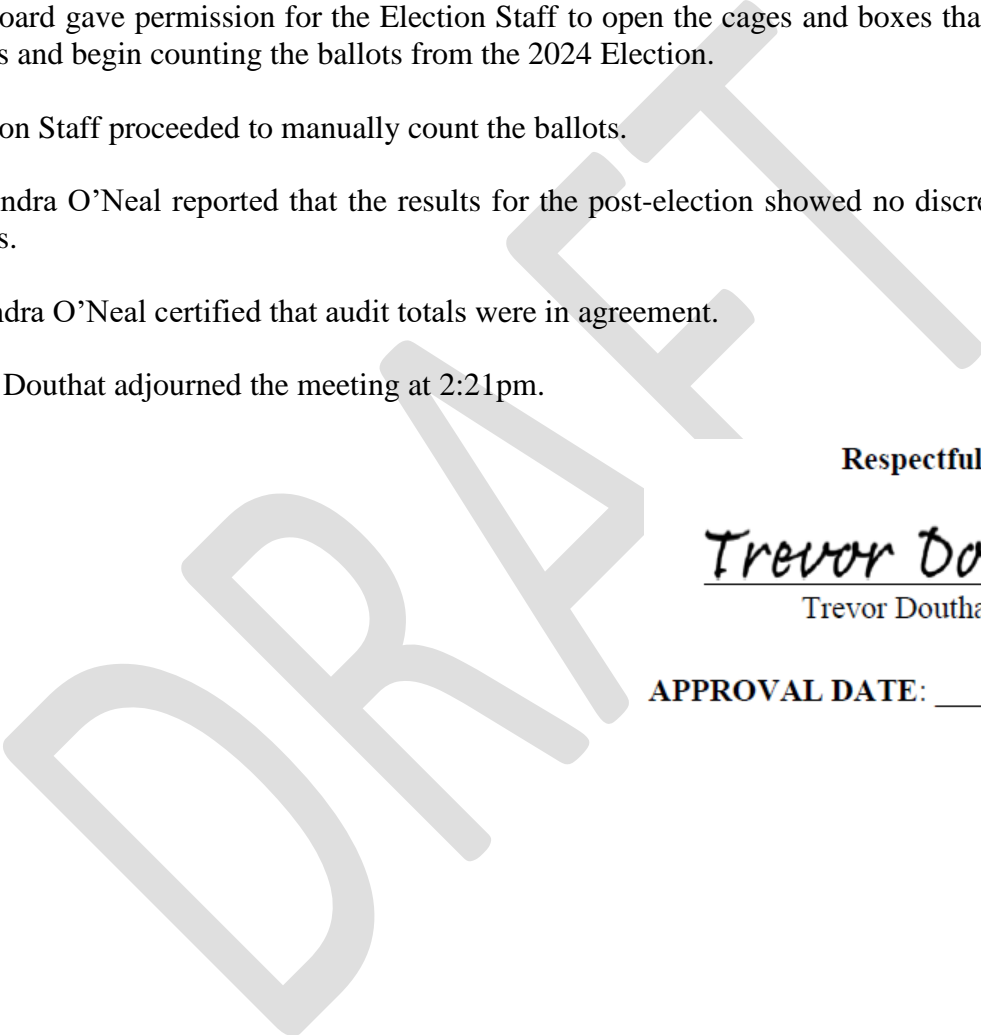 oard gave permission for the Election Staff to open the cages and boxes tha
s and begin counting the ballots from the 2024 Election.
on Staff proceeded to manually count the ballots.
ndra O’Neal reported that the results for the post-election showed no discre
s.
ndra O’Neal certified that audit totals were in agreement.
Douthat adjourned the meeting at 2:21pm.
Respectful
Trevor Do
Trevor Doutha
APPROVAL DATE: ___
DRAFT